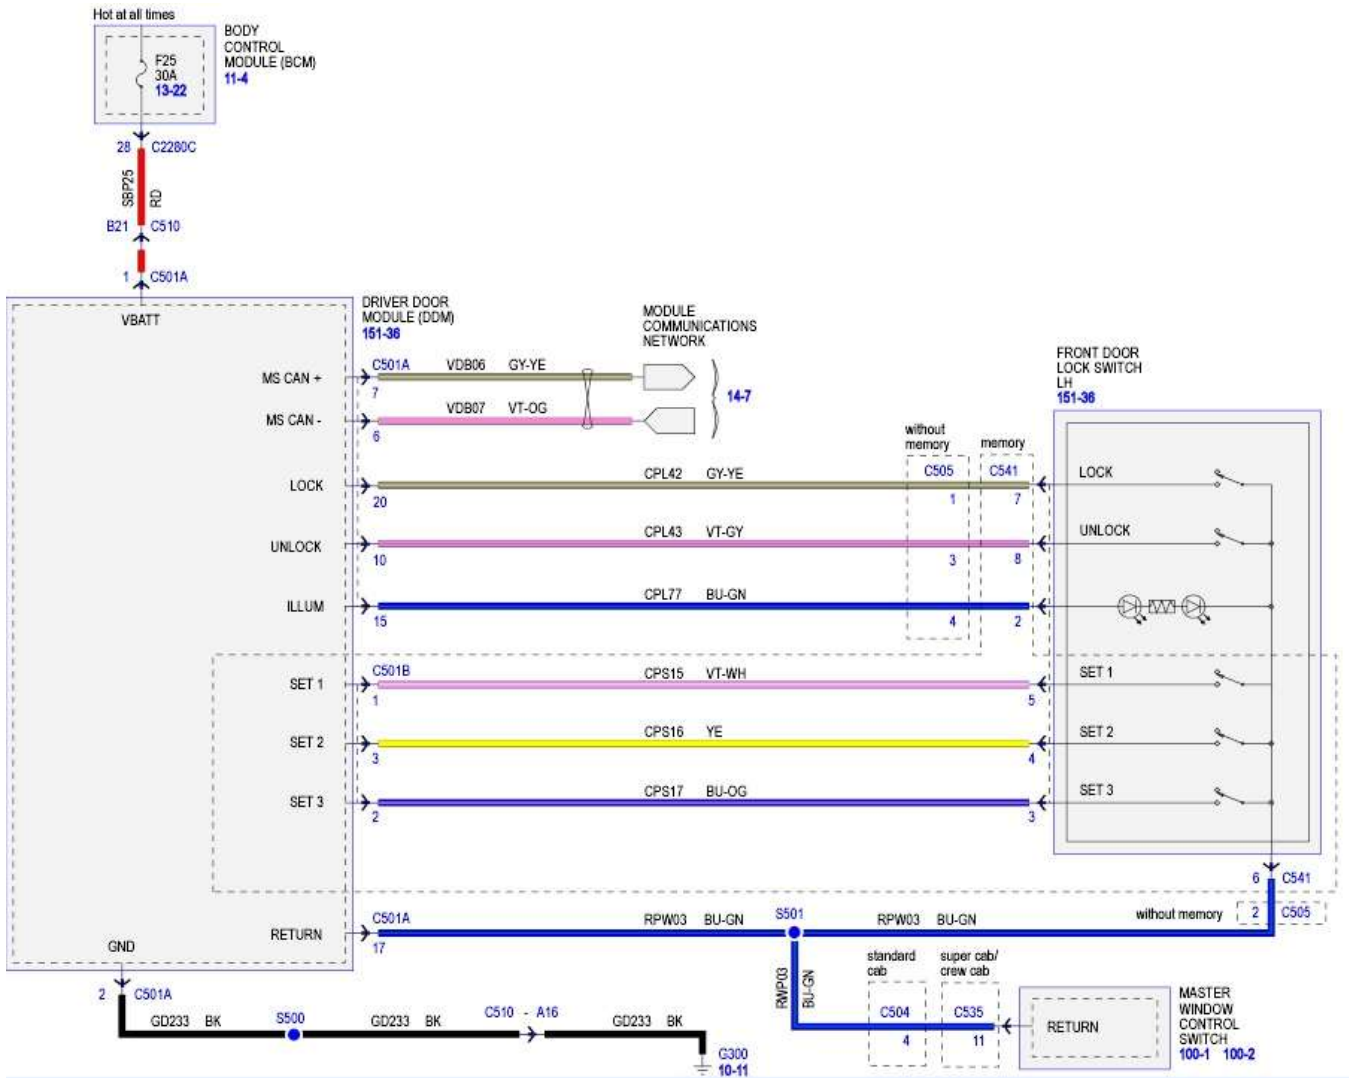 Hot at all times
BODY
CONTROL
MODULE (BCM)
11-4
F25
30A
13-22
28 C2280C
SBP25 RD
B21 C510
1 C501A
VBATT
DRIVER DOOR
MODULE (DDM)
151-36
MODULE
COMMUNICATIONS
NETWORK
14-7
MS CAN +
C501A
7
VDB06 GY-YE
MS CAN -
6
VDB07 VT-OG
FRONT DOOR
LOCK SWITCH
LH
151-36
without
memory
memory
C505
C541
LOCK
20
CPL42 GY-YE
1
7
LOCK
UNLOCK
10
CPL43 VT-GY
3
8
UNLOCK
ILLUM
15
CPL77 BU-GN
4
2
C501B
SET 1
1
CPS15 VT-WH
5
SET 1
SET 2
3
CPS16 YE
4
SET 2
SET 3
2
CPS17 BU-OG
3
SET 3
6 C541
without memory 2 C505
RETURN
C501A
17
RPW03 BU-GN
S501
RPW03 BU-GN
GND
2 C501A
GD233 BK
S500
GD233 BK
C510 - A16
GD233 BK
G300
10-11
RWP03
BU-GN
standard
cab
super cab/
crew cab
C504
4
C535
11
RETURN
MASTER
WINDOW
CONTROL
SWITCH
100-1 100-2